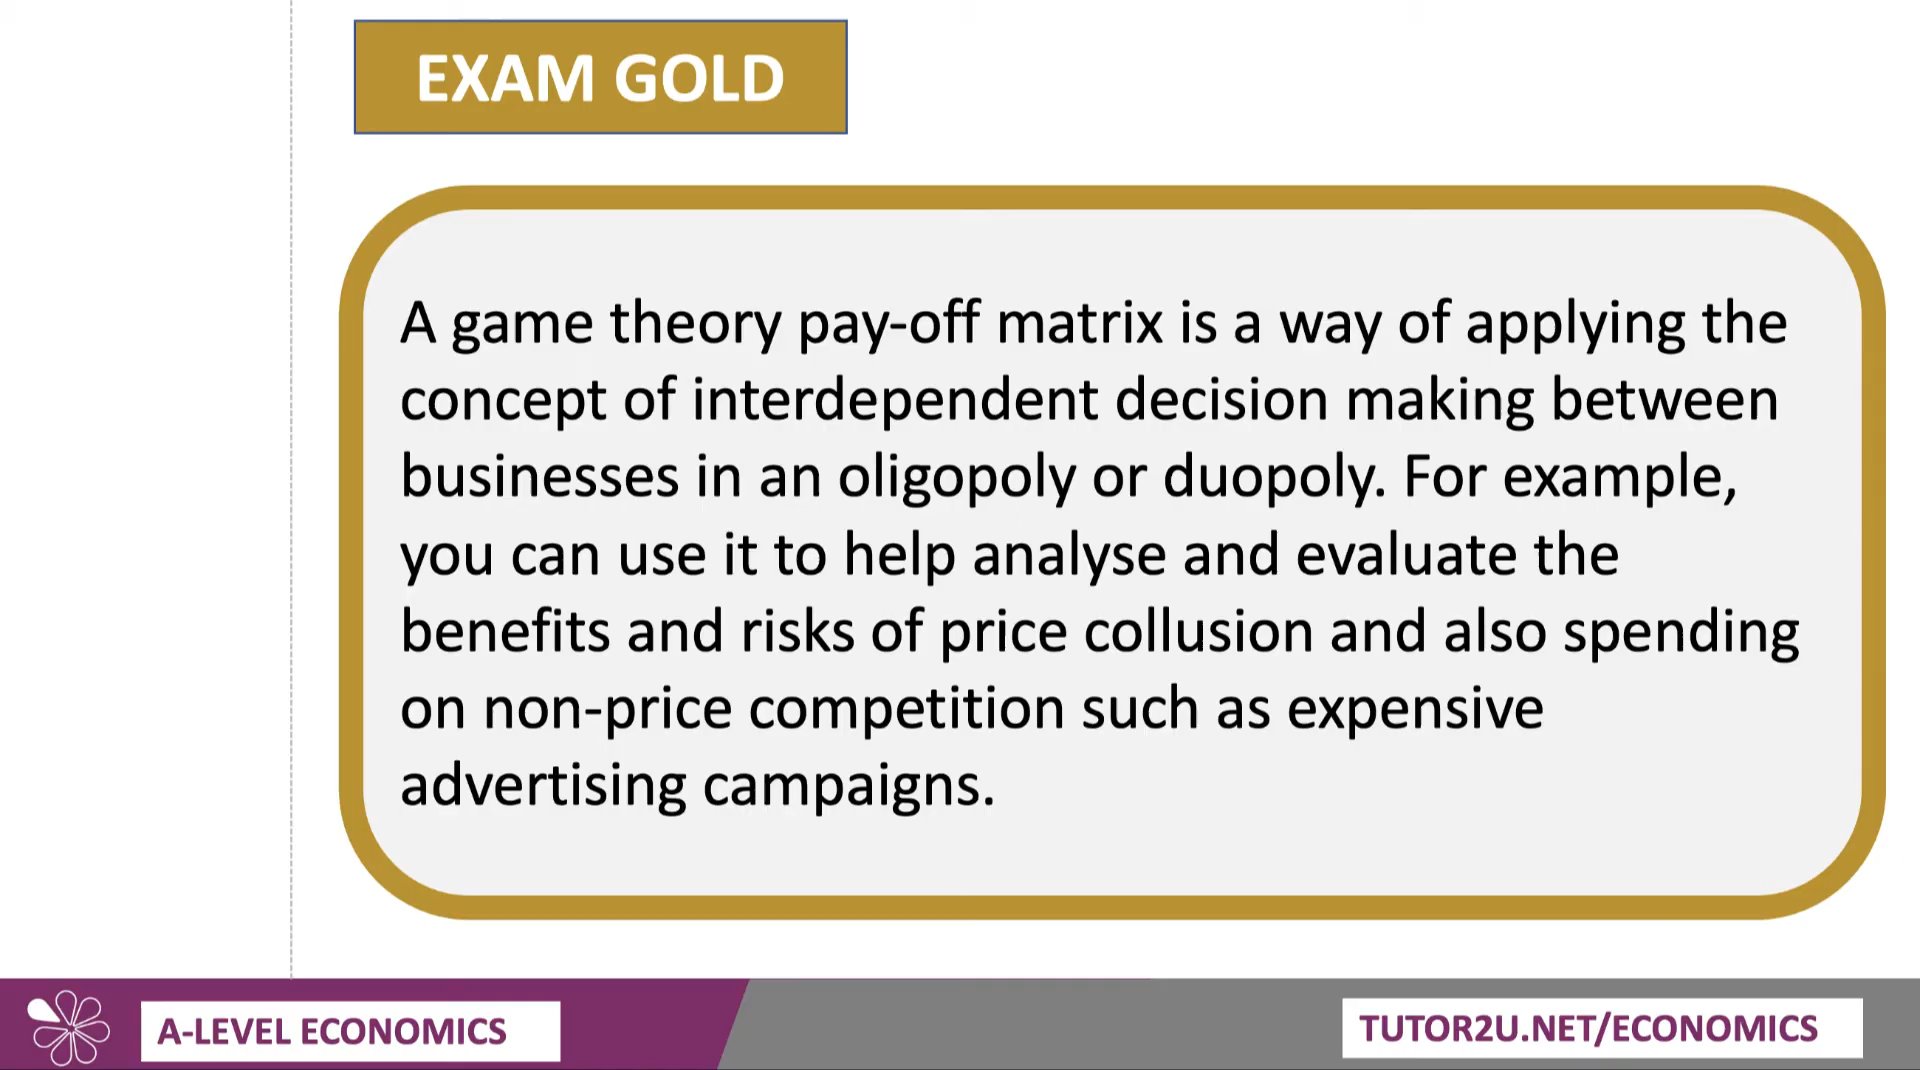 EXAM GOLD
A game theory pay-off matrix is a way of applying the
concept of interdependent decision making between
businesses in an oligopoly or duopoly. For example,
you can use it to help analyse and evaluate the
benefits and risks of price collusion and also spending
on non-price competition such as expensive
advertising campaigns.
A-LEVEL ECONOMICS
TUTOR2U.NET/ECONOMICS